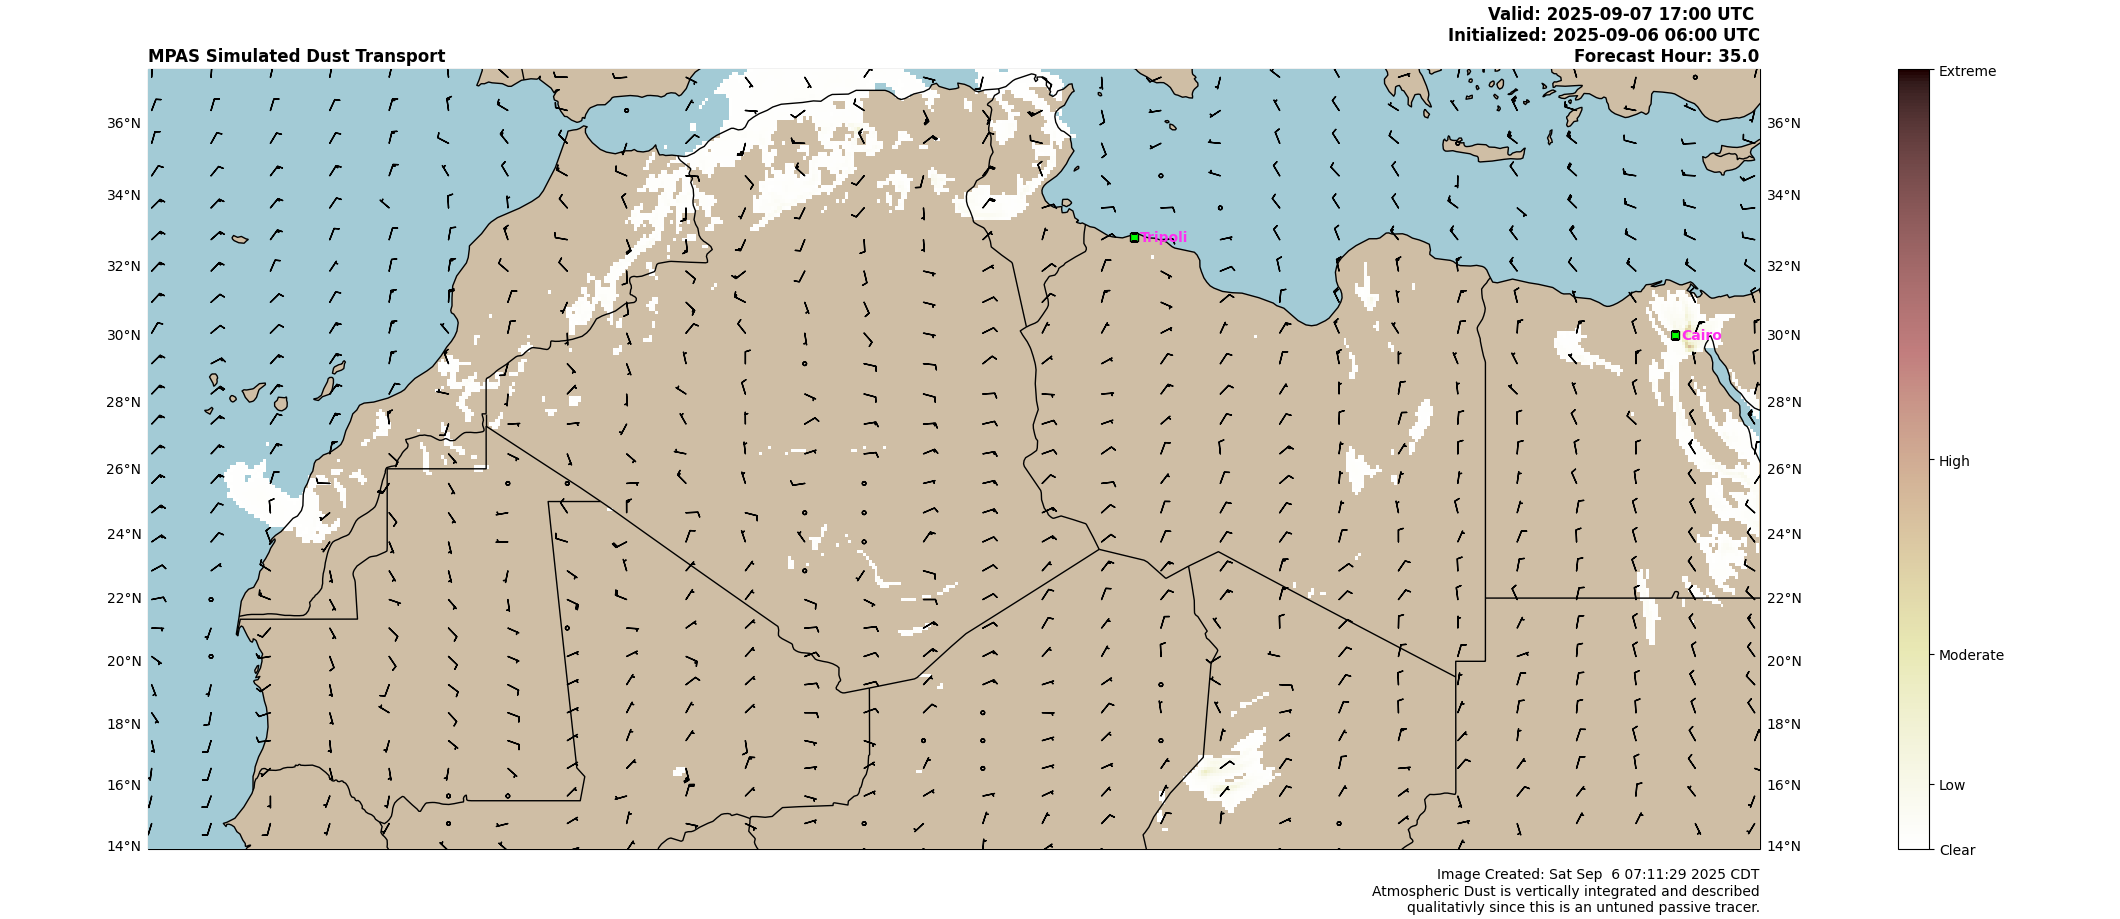 Valid: 2025-09-07 17:00 UTC
Initialized: 2025-09-06 06:00 UTC
MPAS Simulated Dust Transport
Forecast Hour: 35.0
36°N
34°N
32°N
30°N
28°N
26°N
24°N
22°N
20°N
18°N
16°N
14°N
Tripoli
Cairo
36°N
34°N
32°N
30°N
28°N
26°N
24°N
22°N
20°N
18°N
16°N
14°N
Extreme
High
Moderate
Low
Clear
Image Created: Sat Sep  6 07:11:29 2025 CDT
Atmospheric Dust is vertically integrated and described
qualitativly since this is an untuned passive tracer.